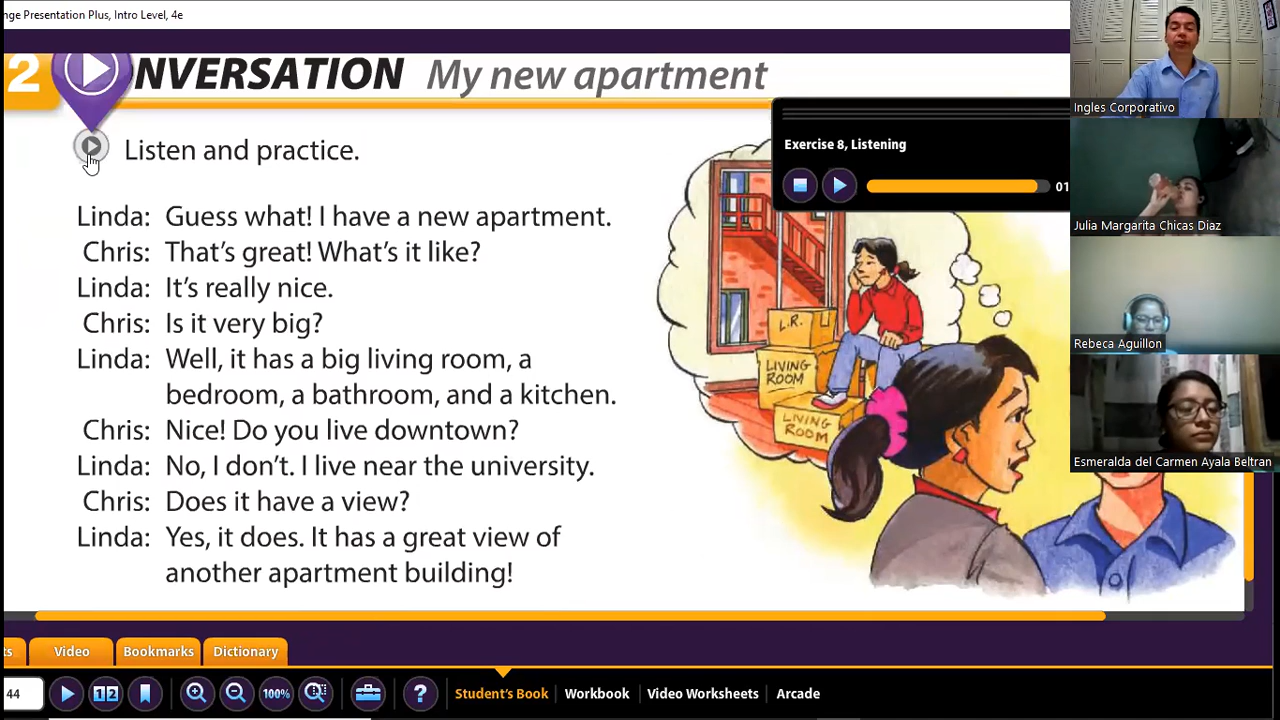 nge Presentation Plus, Intro Level, 4e
2 NVERSATION My new apartment
Listen and practice.
Linda: Guess what! I have a new apartment.
Chris: That's great! What's it like?
Linda: It's really nice.
Chris: Is it very big?
Linda: Well, it has a big living room, a
bedroom, a bathroom, and a kitchen.
Chris: Nice! Do you live downtown?
Linda: No, I don't. I live near the university.
Chris: Does it have a view?
Linda: Yes, it does. It has a great view of
another apartment building!
Exercise 8, Listening
01
L.R.
LIVING
ROOM
LIVING
ROOM
Ingles Corporativo
Julia Margarita Chicas Diaz
Rebeca Aguillon
Esmeralda del Carmen Ayala Beltran
ts Video Bookmarks Dictionary
44 12 100% ? Student's Book Workbook Video Worksheets Arcade